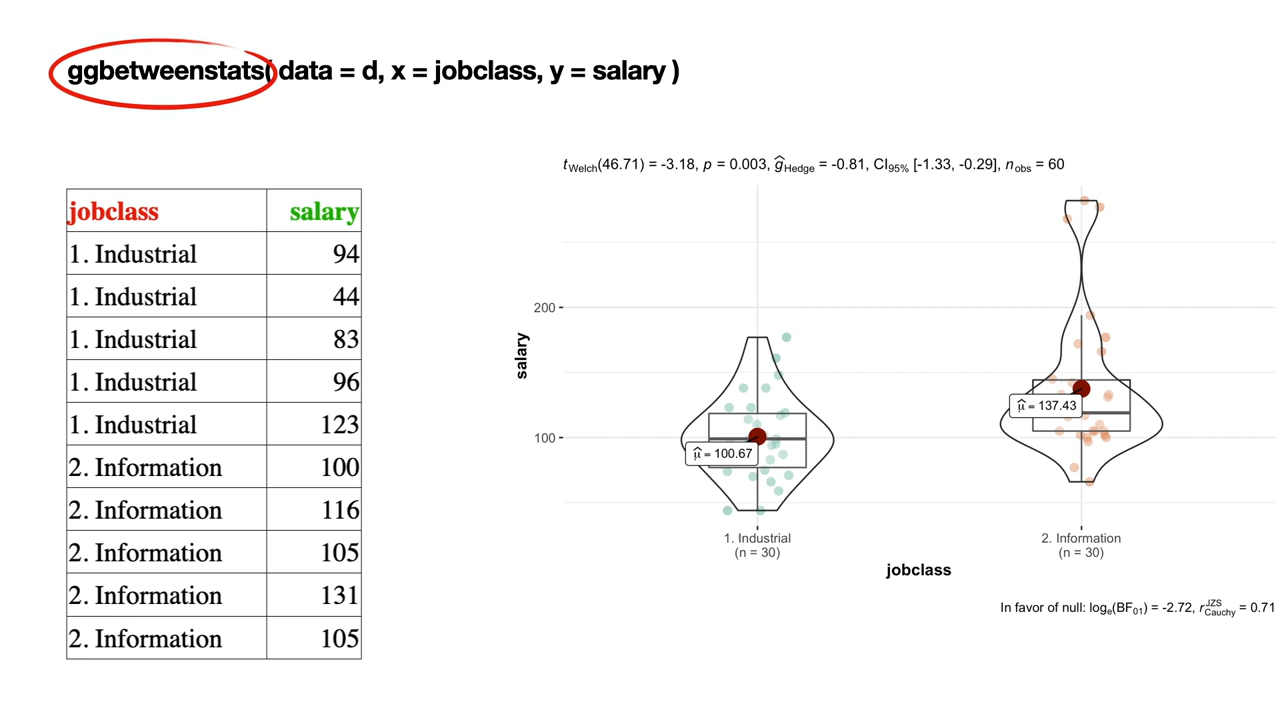 ggbetweenstats( data = d, x = jobclass, y = salary )
jobclass salary
1. Industrial 94
1. Industrial 44
1. Industrial 83
1. Industrial 96
1. Industrial 123
2. Information 100
2. Information 116
2. Information 105
2. Information 131
2. Information 105
tWelch(46.71) = -3.18, p = 0.003, ĝHedge = -0.81, CI95% [-1.33, -0.29], nobs = 60
salary
200
100
μ̂ = 100.67
μ̂ = 137.43
1. Industrial
(n = 30)
2. Information
(n = 30)
jobclass
In favor of null: loge(BF01) = -2.72, rJZSCauchy = 0.71